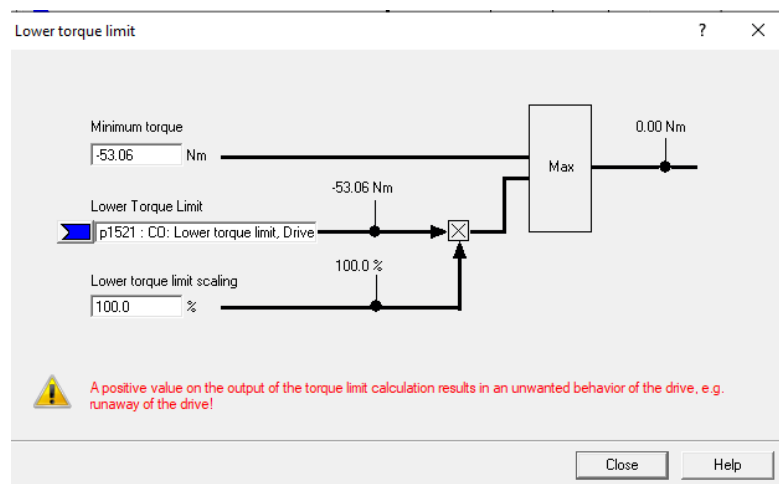 Lower torque limit ?
Minimum torque
0.00 Nm
-53.06 Nm
Max
-53.06 Nm
Lower Torque Limit
p1521 : CO: Lower torque limit, Drive
100.0 %
Lower torque limit scaling
100.0 %
A positive value on the output of the torque limit calculation results in an unwanted behavior of the drive, e.g.
runaway of the drive!
Close Help